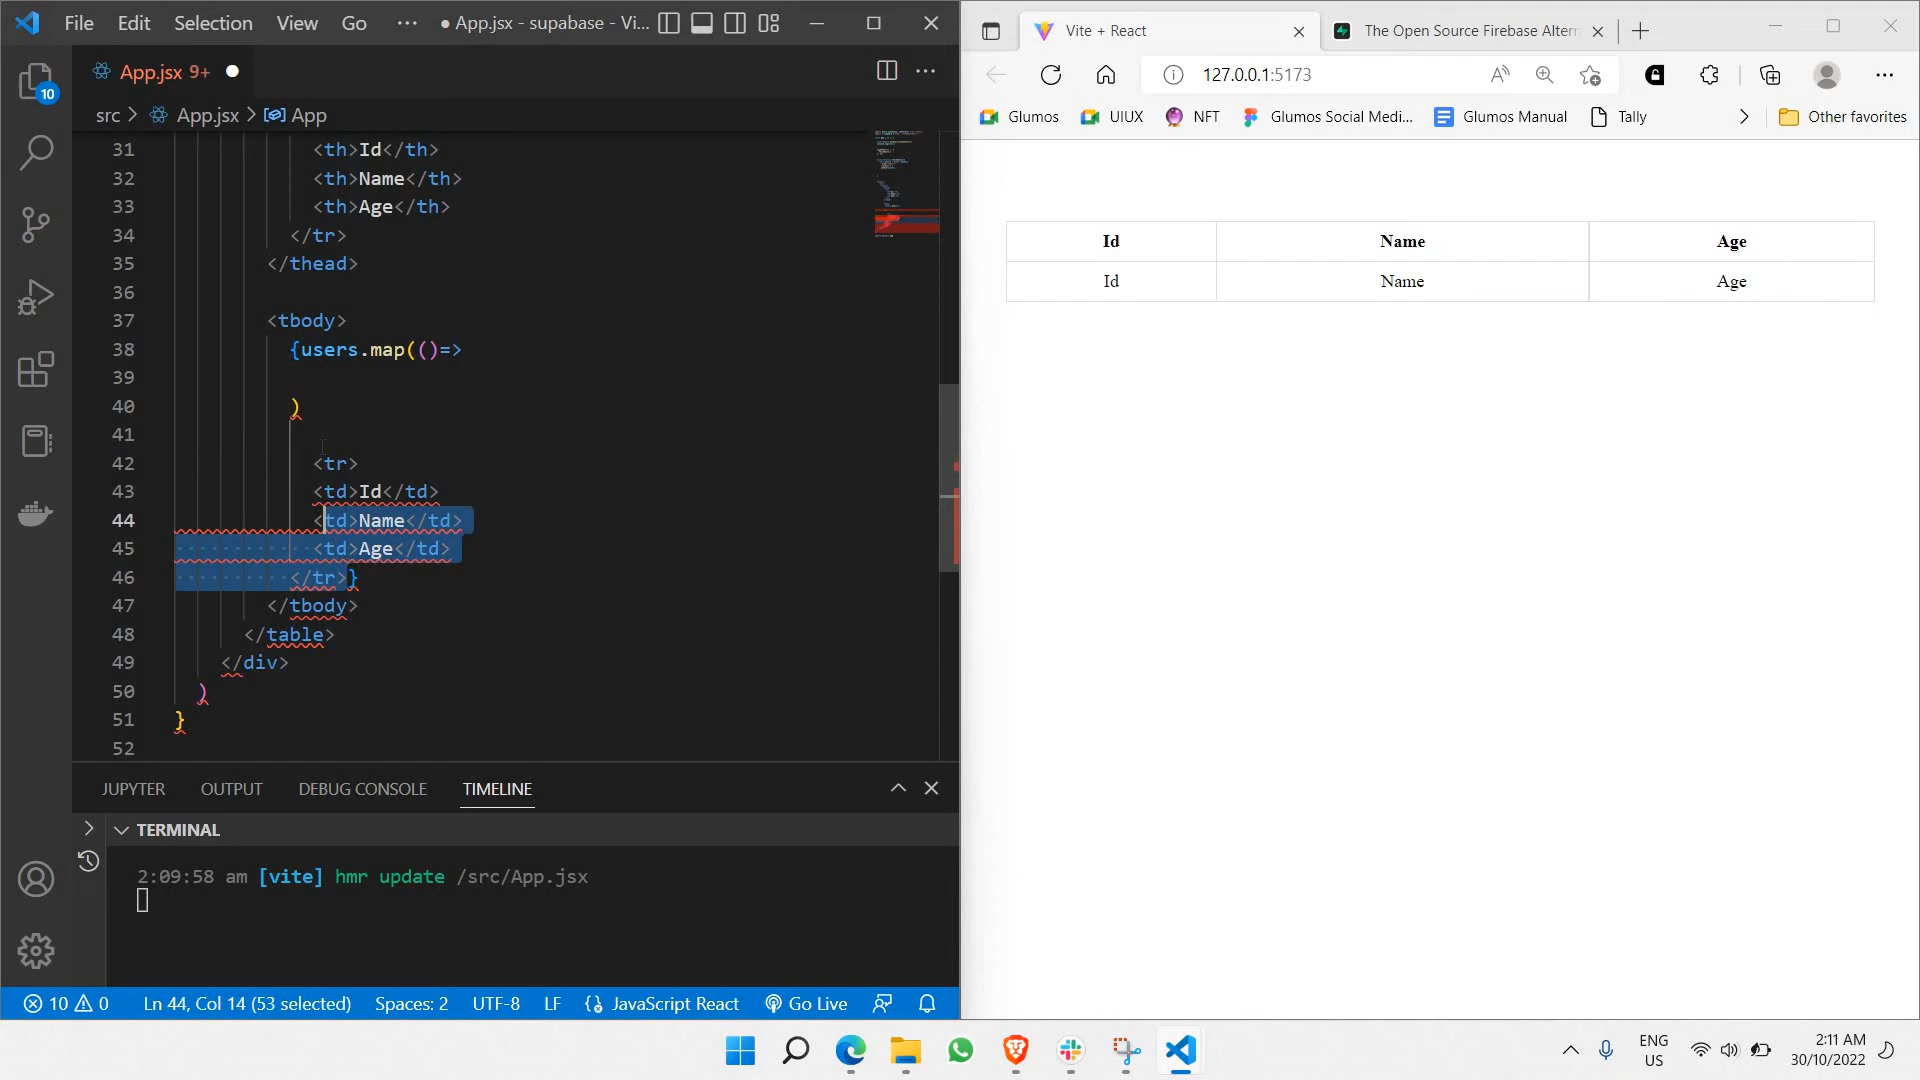 File Edit Selection View Go ··· ● App.jsx - supabase - Vi...
App.jsx 9+ ●
src > App.jsx > App
31 <th>Id</th>
32 <th>Name</th>
33 <th>Age</th>
34 </tr>
35 </thead>
36
37 <tbody>
38 {users.map(()=>
39
40 )
41
42 <tr>
43 <td>Id</td>
44 <td>Name</td>
45 <td>Age</td>
46 </tr>}
47 </tbody>
48 </table>
49 </div>
50 )
51 }
52
10
JUPYTER OUTPUT DEBUG CONSOLE TIMELINE
TERMINAL
2:09:58 am [vite] hmr update /src/App.jsx
10 0 Ln 44, Col 14 (53 selected) Spaces: 2 UTF-8 LF JavaScript React Go Live
Vite + React
The Open Source Firebase Altern
127.0.0.1:5173
Glumos UIUX NFT Glumos Social Medi... Glumos Manual Tally Other favorites
Id Name Age
Id Name Age
ENG
US
2:11 AM
30/10/2022